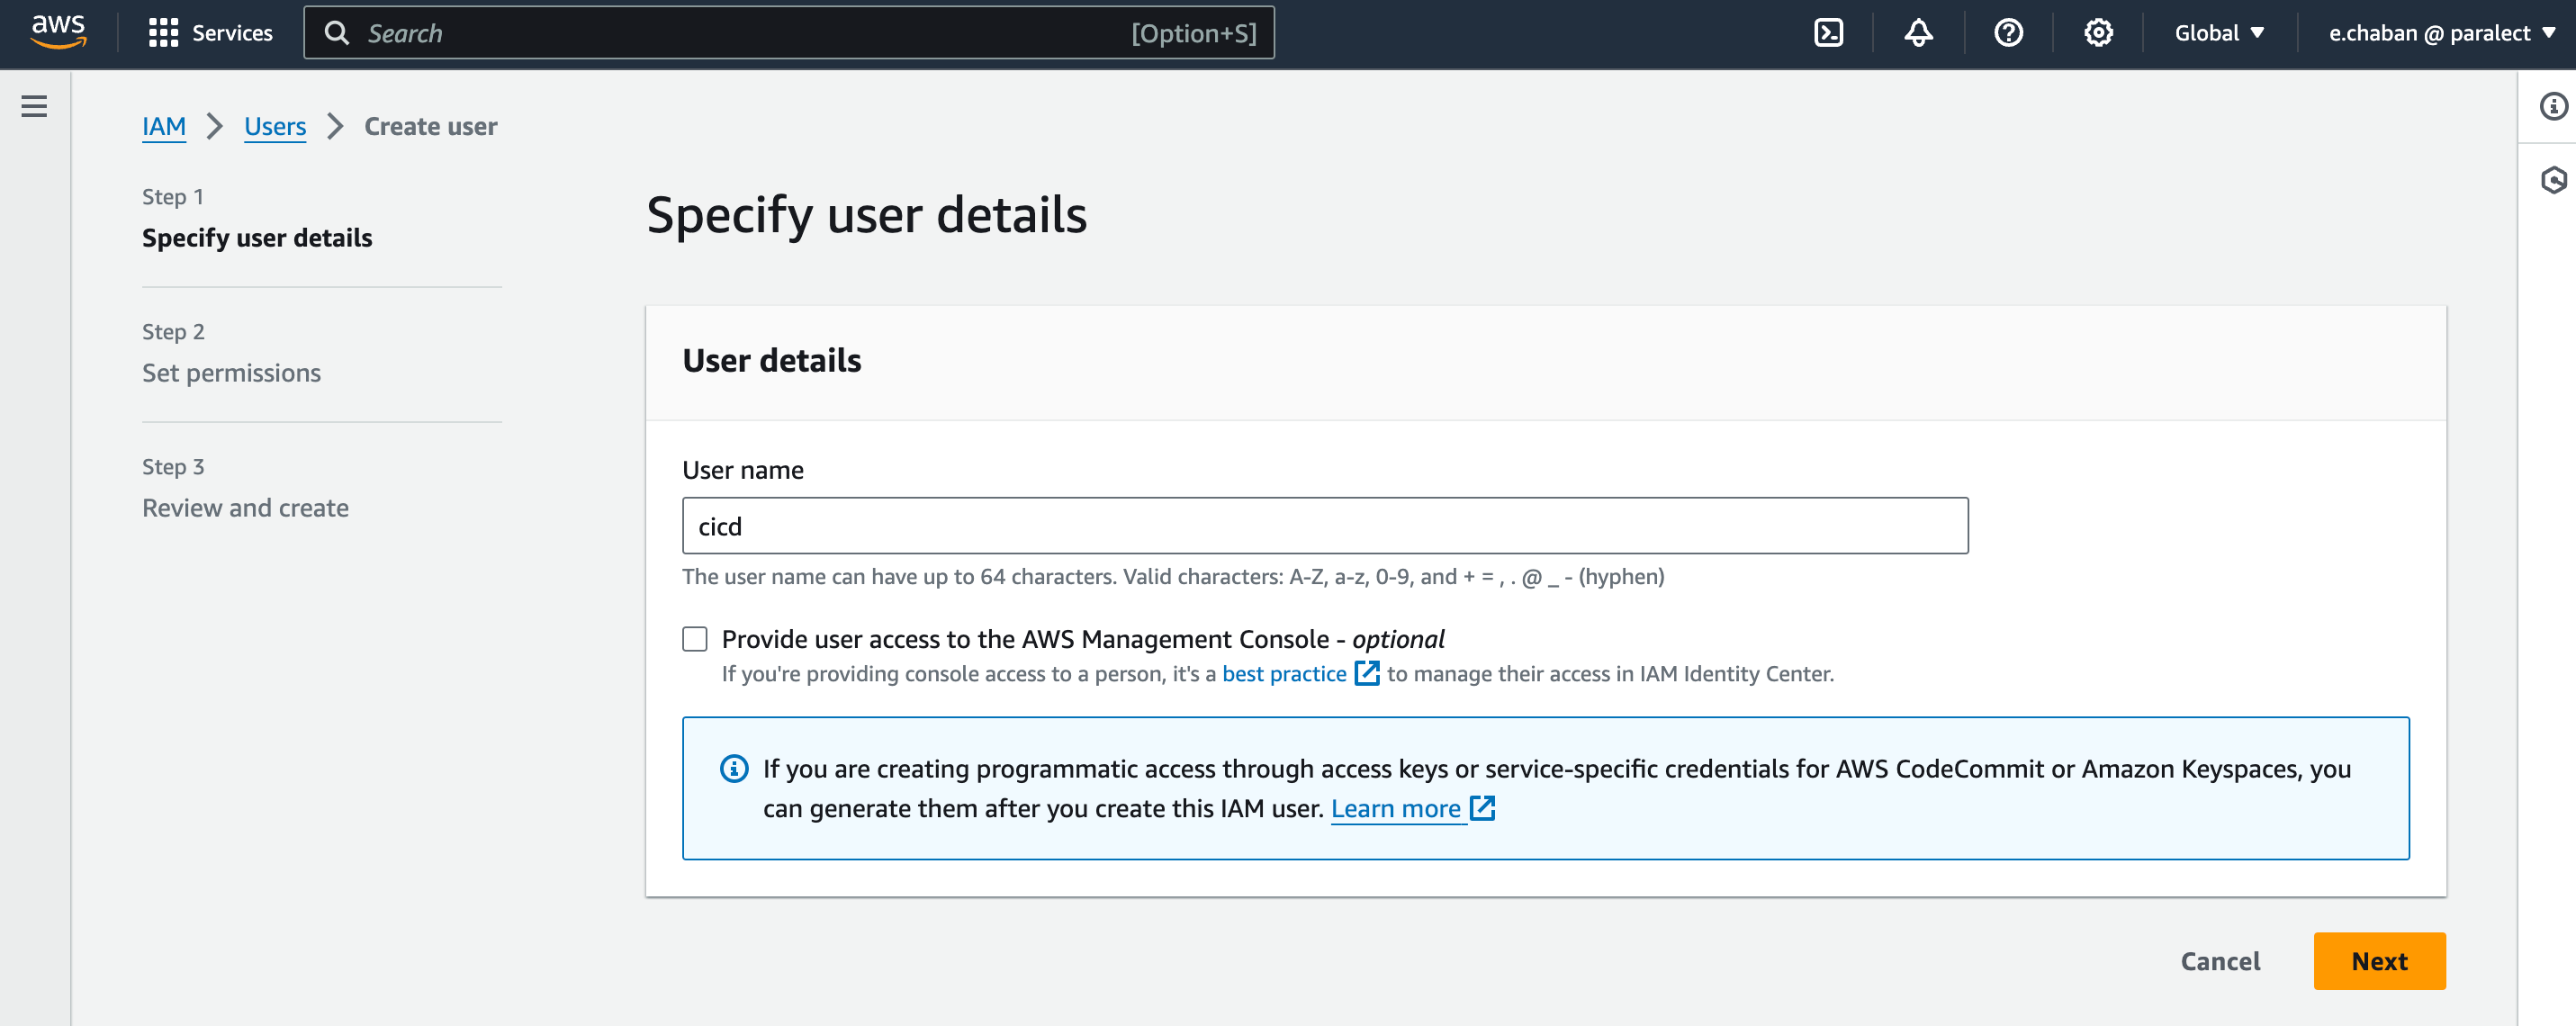 aws
Services
Search
[Option+S]
Global
e.chaban @ paralect
IAM
Users
Create user
Step 1
Specify user details
Step 2
Set permissions
Step 3
Review and create
Specify user details
User details
User name
cicd
The user name can have up to 64 characters. Valid characters: A-Z, a-z, 0-9, and + = , . @ _ - (hyphen)
Provide user access to the AWS Management Console - optional
If you're providing console access to a person, it's a best practice to manage their access in IAM Identity Center.
If you are creating programmatic access through access keys or service-specific credentials for AWS CodeCommit or Amazon Keyspaces, you
can generate them after you create this IAM user. Learn more
Cancel
Next